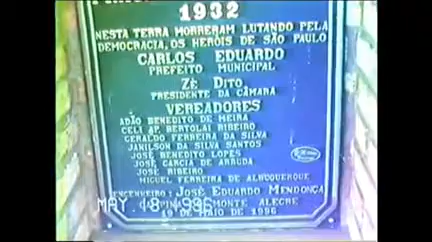 1932
NESTA TERRA MORRERAM LUTANDO PELA
DEMOCRACIA, OS HERÓIS DE SÃO PAULO
CARLOS EDUARDO
PREFEITO MUNICIPAL
ZÉ DITO
PRESIDENTE DA CÂMARA
VEREADORES
ADÃO BENEDITO DE MEIRA
CELI AP. BERTOLAI RIBEIRO
GERALDO FERREIRA DA SILVA
JANILSON DA SILVA SANTOS
JOSÉ BENEDITO LOPES
JOSÉ GARCIA DE ARRUDA
JOSÉ RIBEIRO
MIGUEL FERREIRA DE ALBUQUERQUE
ENGENHEIRO: JOSÉ EDUARDO MENDONÇA
MONTE ALEGRE
19 DE MAIO DE 1996
MAY. 18. 1996